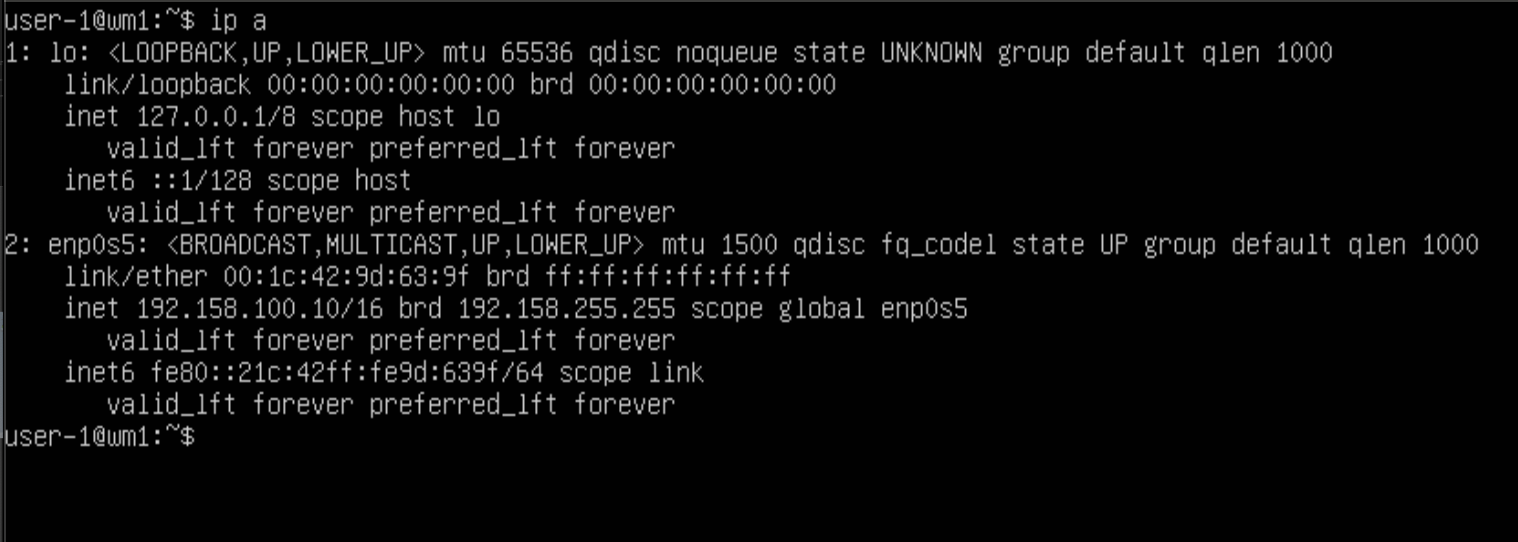 user-1@wm1:~$ ip a
1: lo: <LOOPBACK,UP,LOWER_UP> mtu 65536 qdisc noqueue state UNKNOWN group default qlen 1000
    link/loopback 00:00:00:00:00:00 brd 00:00:00:00:00:00
    inet 127.0.0.1/8 scope host lo
       valid_lft forever preferred_lft forever
    inet6 ::1/128 scope host
       valid_lft forever preferred_lft forever
2: enp0s5: <BROADCAST,MULTICAST,UP,LOWER_UP> mtu 1500 qdisc fq_codel state UP group default qlen 1000
    link/ether 00:1c:42:9d:63:9f brd ff:ff:ff:ff:ff:ff
    inet 192.158.100.10/16 brd 192.158.255.255 scope global enp0s5
       valid_lft forever preferred_lft forever
    inet6 fe80::21c:42ff:fe9d:639f/64 scope link
       valid_lft forever preferred_lft forever
user-1@wm1:~$